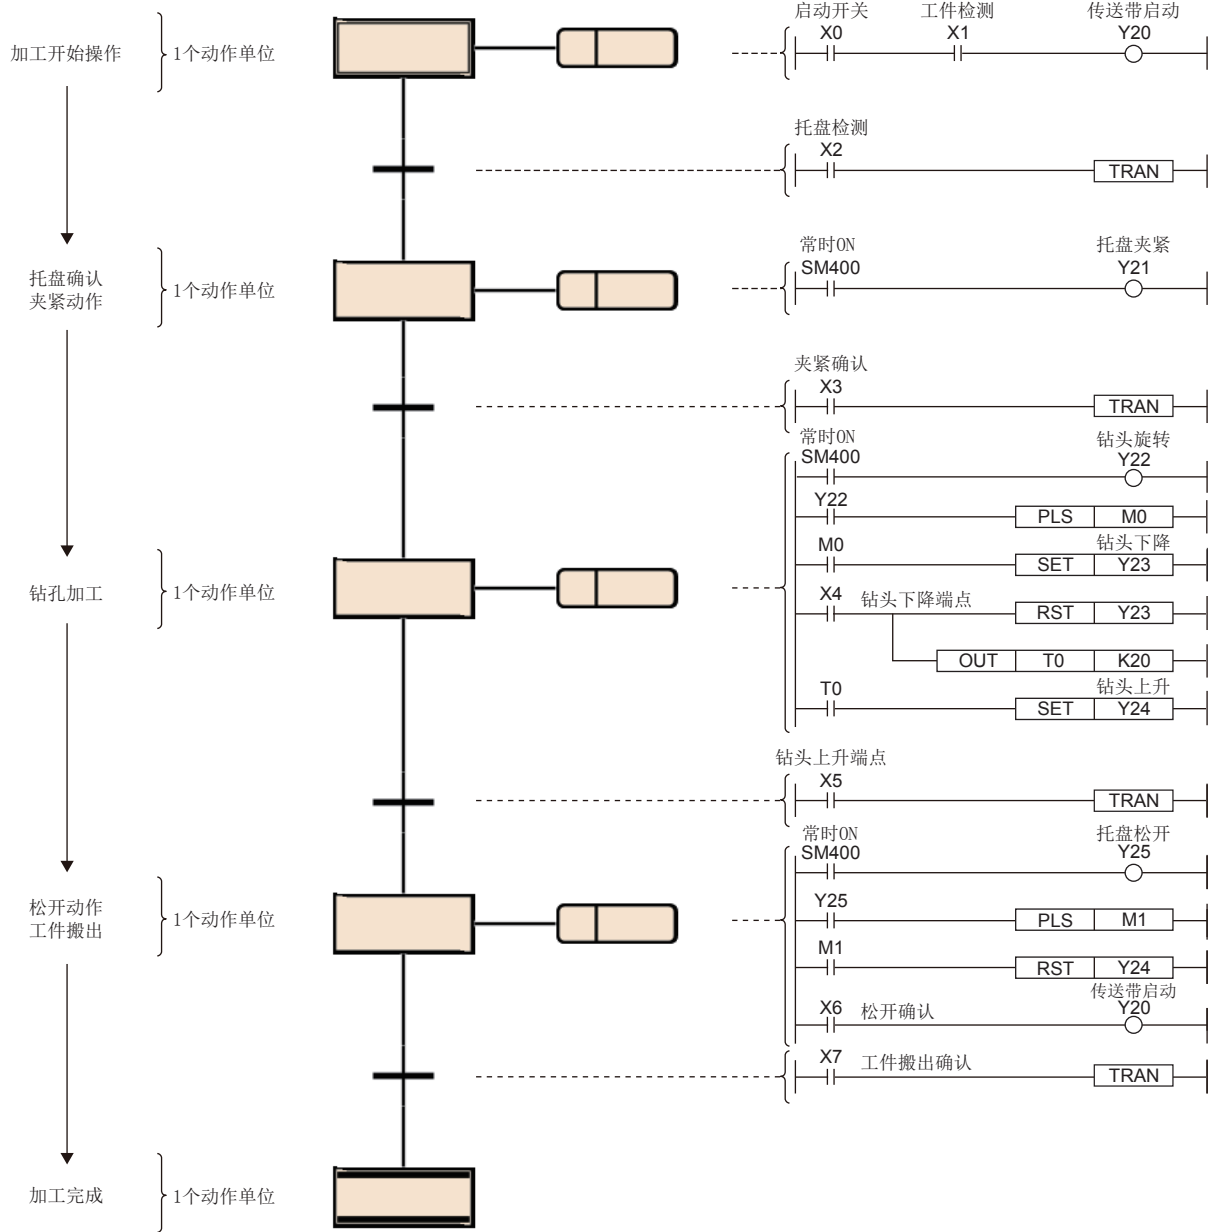 启动开关 工件检测 传送带启动
X0 X1 Y20
加工开始操作 1个动作单位
托盘检测
X2
TRAN
常时ON 托盘夹紧
SM400 Y21
托盘确认
夹紧动作
1个动作单位
夹紧确认
X3
TRAN
常时ON 钻头旋转
SM400 Y22
Y22
PLS M0
M0 钻头下降
SET Y23
钻孔加工 1个动作单位
X4 钻头下降端点
RST Y23
OUT T0 K20
T0 钻头上升
SET Y24
钻头上升端点
X5
TRAN
常时ON 托盘松开
SM400 Y25
松开动作
工件搬出
1个动作单位
Y25
PLS M1
M1
RST Y24
传送带启动
X6 松开确认 Y20
X7 工件搬出确认
TRAN
加工完成 1个动作单位